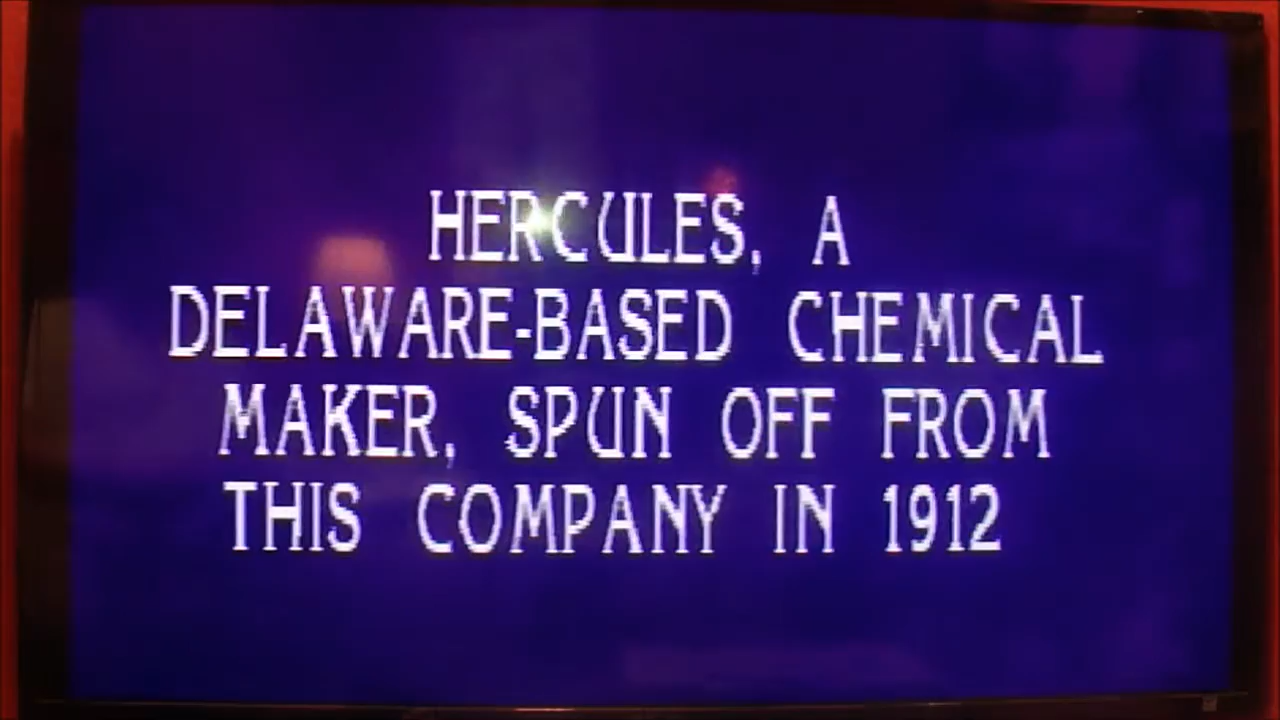 HERCULES, A
DELAWARE-BASED CHEMICAL
MAKER, SPUN OFF FROM
THIS COMPANY IN 1912